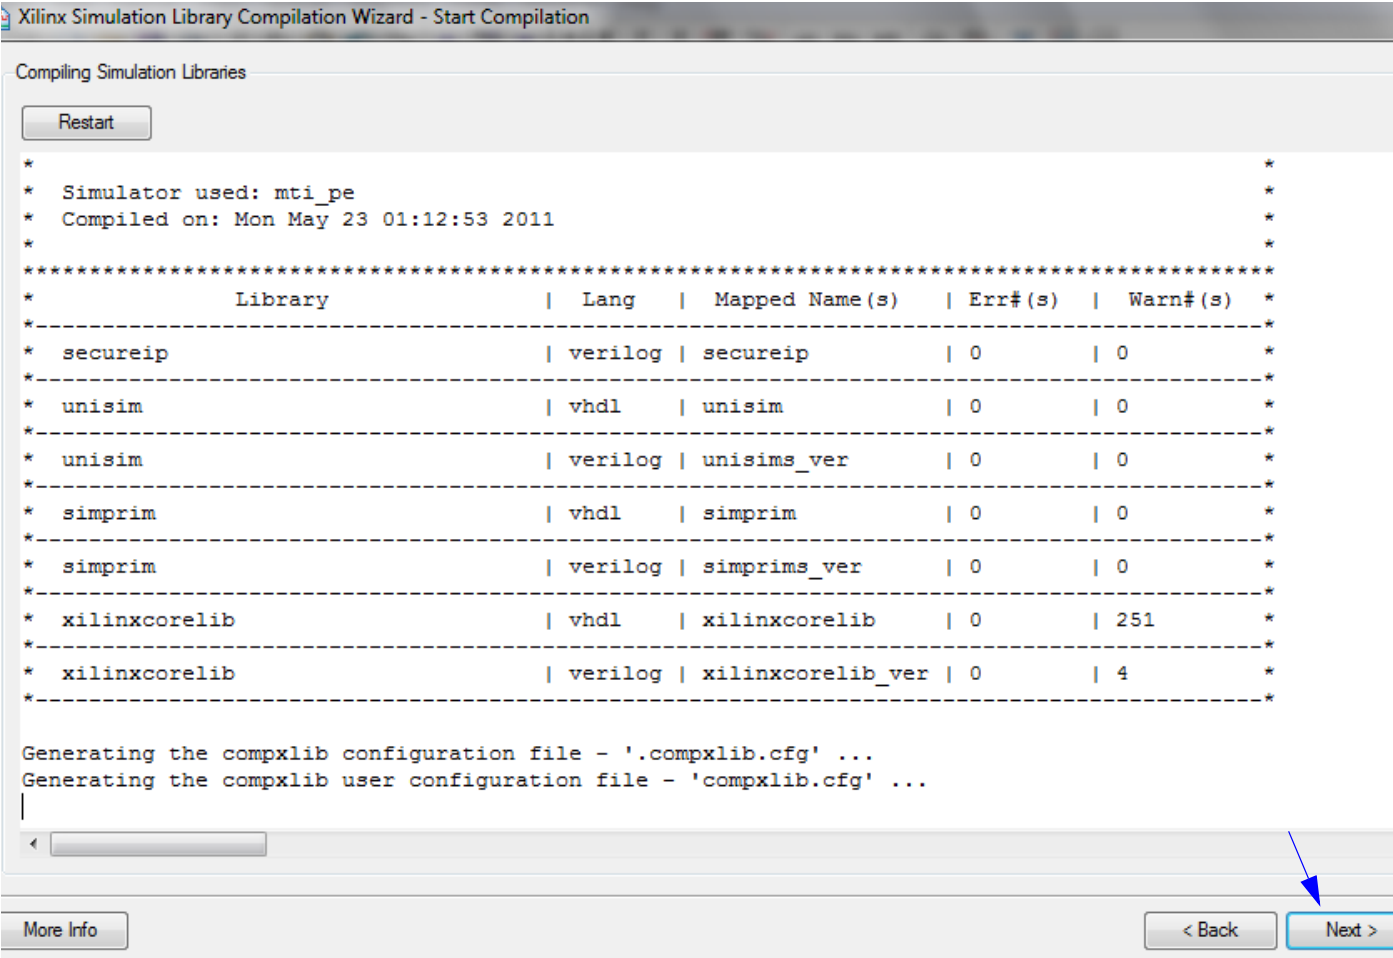 Xilinx Simulation Library Compilation Wizard - Start Compilation
Compiling Simulation Libraries
Restart
* *
* Simulator used: mti_pe *
* Compiled on: Mon May 23 01:12:53 2011 *
* *
**********************************************************************************************
* Library | Lang | Mapped Name(s) | Err#(s) | Warn#(s) *
*--------------------------------------------------------------------------------------------*
* secureip | verilog | secureip | 0 | 0 *
*--------------------------------------------------------------------------------------------*
* unisim | vhdl | unisim | 0 | 0 *
*--------------------------------------------------------------------------------------------*
* unisim | verilog | unisims_ver | 0 | 0 *
*--------------------------------------------------------------------------------------------*
* simprim | vhdl | simprim | 0 | 0 *
*--------------------------------------------------------------------------------------------*
* simprim | verilog | simprims_ver | 0 | 0 *
*--------------------------------------------------------------------------------------------*
* xilinxcorelib | vhdl | xilinxcorelib | 0 | 251 *
*--------------------------------------------------------------------------------------------*
* xilinxcorelib | verilog | xilinxcorelib_ver | 0 | 4 *
*--------------------------------------------------------------------------------------------*
Generating the compxlib configuration file - '.compxlib.cfg' ...
Generating the compxlib user configuration file - 'compxlib.cfg' ...
More Info
< Back
Next >